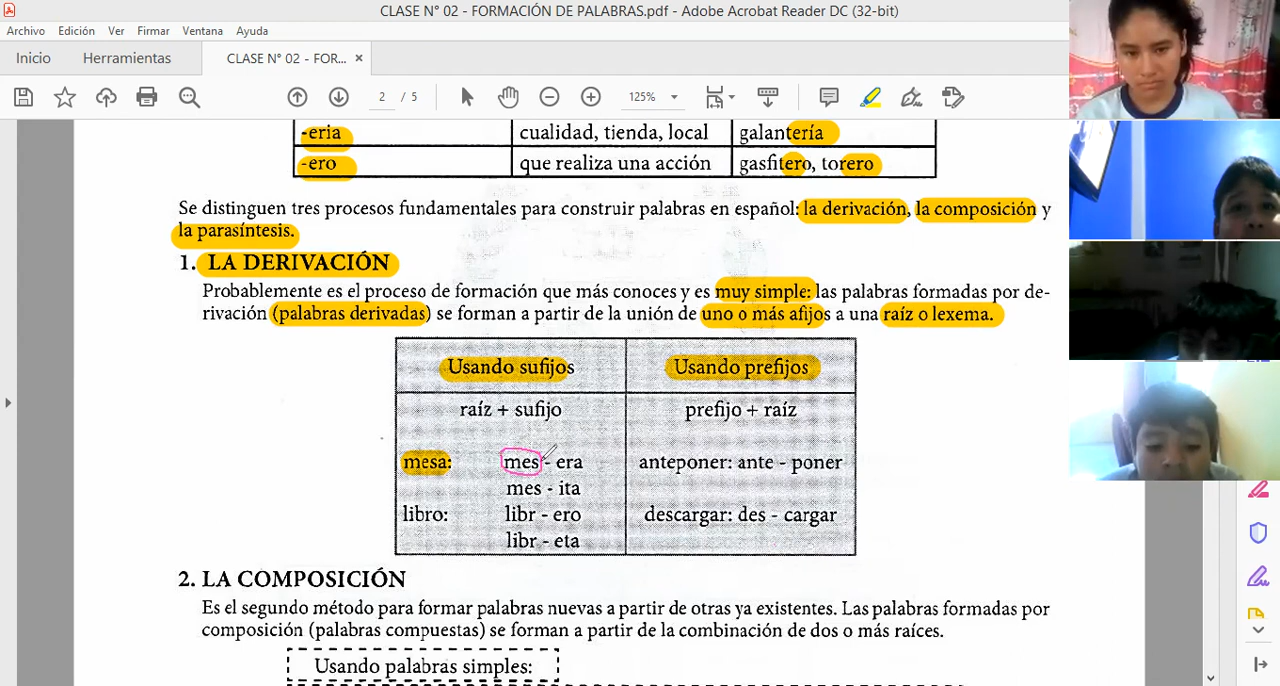 CLASE N° 02 - FORMACIÓN DE PALABRAS.pdf - Adobe Acrobat Reader DC (32-bit)
Archivo Edición Ver Firmar Ventana Ayuda
Inicio Herramientas CLASE N° 02 - FOR... ×
2 / 5 125%
-eria cualidad, tienda, local galantería
-ero que realiza una acción gasfitero, torero
Se distinguen tres procesos fundamentales para construir palabras en español: la derivación, la composición y
la parasíntesis.
1. LA DERIVACIÓN
Probablemente es el proceso de formación que más conoces y es muy simple: las palabras formadas por de-
rivación (palabras derivadas) se forman a partir de la unión de uno o más afijos a una raíz o lexema.
Usando sufijos Usando prefijos
raíz + sufijo prefijo + raíz
mesa: mes - era anteponer: ante - poner
mes - ita
libro: libr - ero descargar: des - cargar
libr - eta
2. LA COMPOSICIÓN
Es el segundo método para formar palabras nuevas a partir de otras ya existentes. Las palabras formadas por
composición (palabras compuestas) se forman a partir de la combinación de dos o más raíces.
Usando palabras simples: